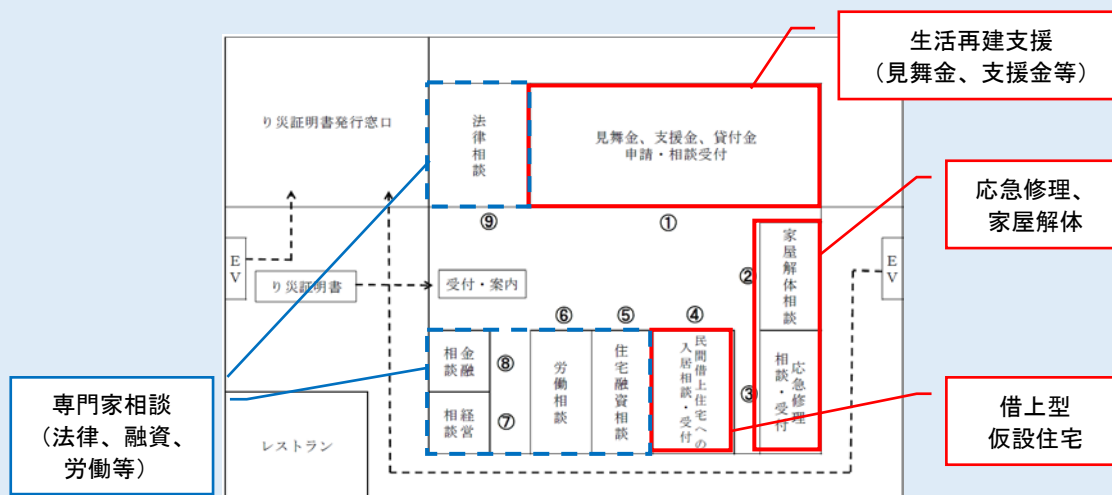 生活再建支援
（見舞金、支援金等）
り災証明書発行窓口
法律相談
見舞金、支援金、貸付金
申請・相談受付
応急修理、
家屋解体
⑨
①
EV
り災証明書
受付・案内
②
家屋解体相談
EV
⑥
⑤
④
金融
相談
⑧
労働相談
住宅融資相談
民間借上住宅への
入居相談・受付
③
応急修理
相談・受付
経営
相談
⑦
専門家相談
（法律、融資、
労働等）
レストラン
借上型
仮設住宅